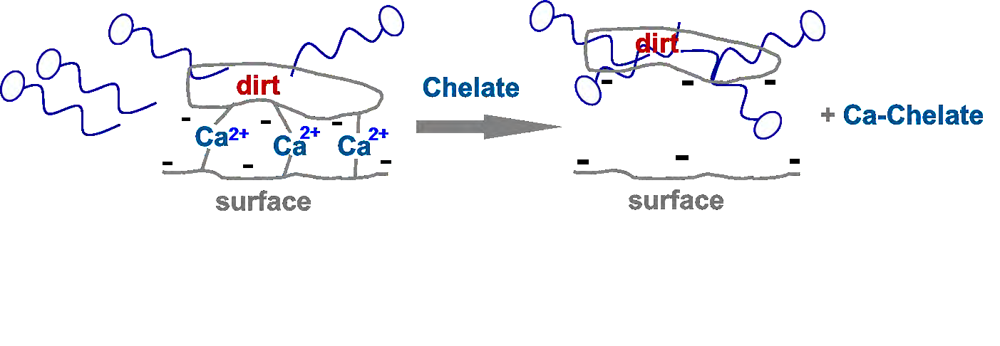 dirt
Ca2+
Ca2+
Ca2+
surface
Chelate
dirt
+ Ca-Chelate
surface